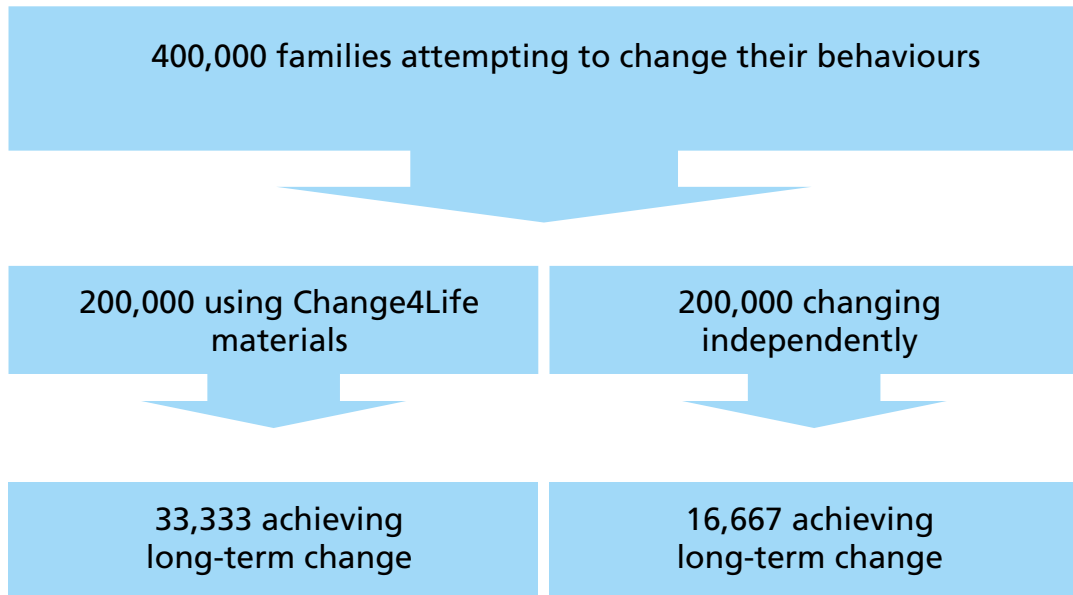 400,000 families attempting to change their behaviours
200,000 using Change4Life
materials
200,000 changing
independently
33,333 achieving
long-term change
16,667 achieving
long-term change